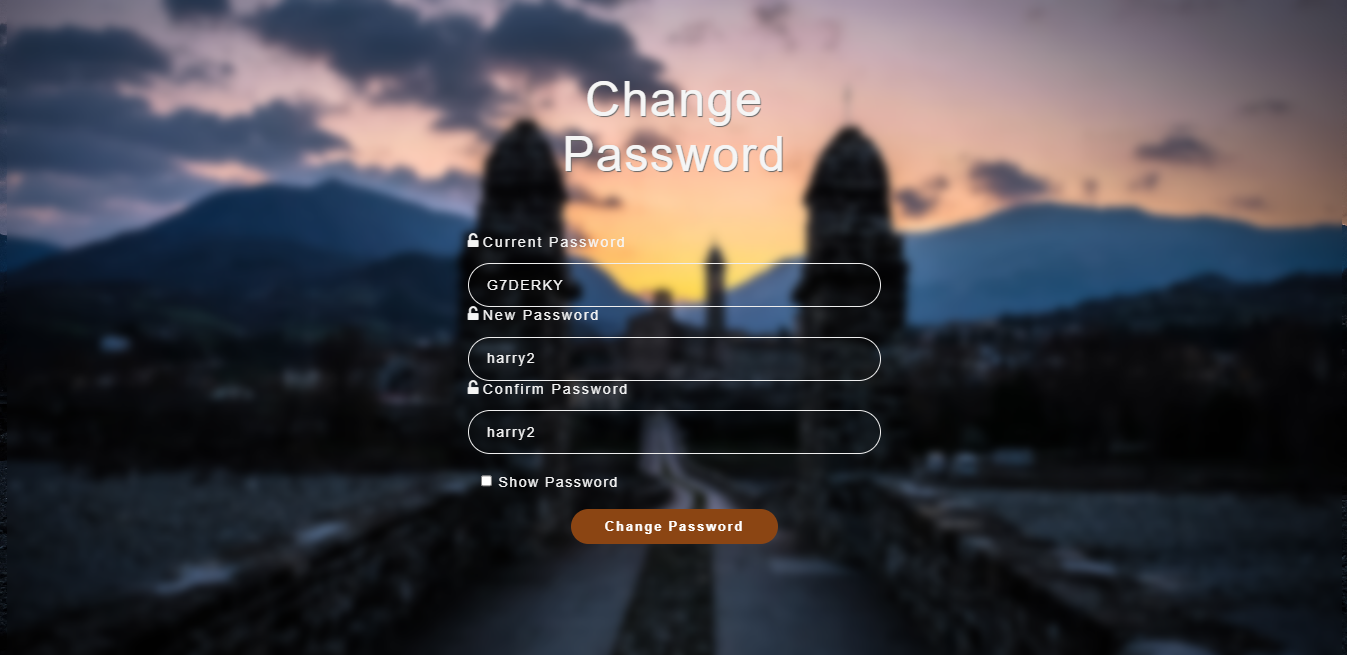 Change
Password
Current Password
G7DERKY
New Password
harry2
Confirm Password
harry2
Show Password
Change Password